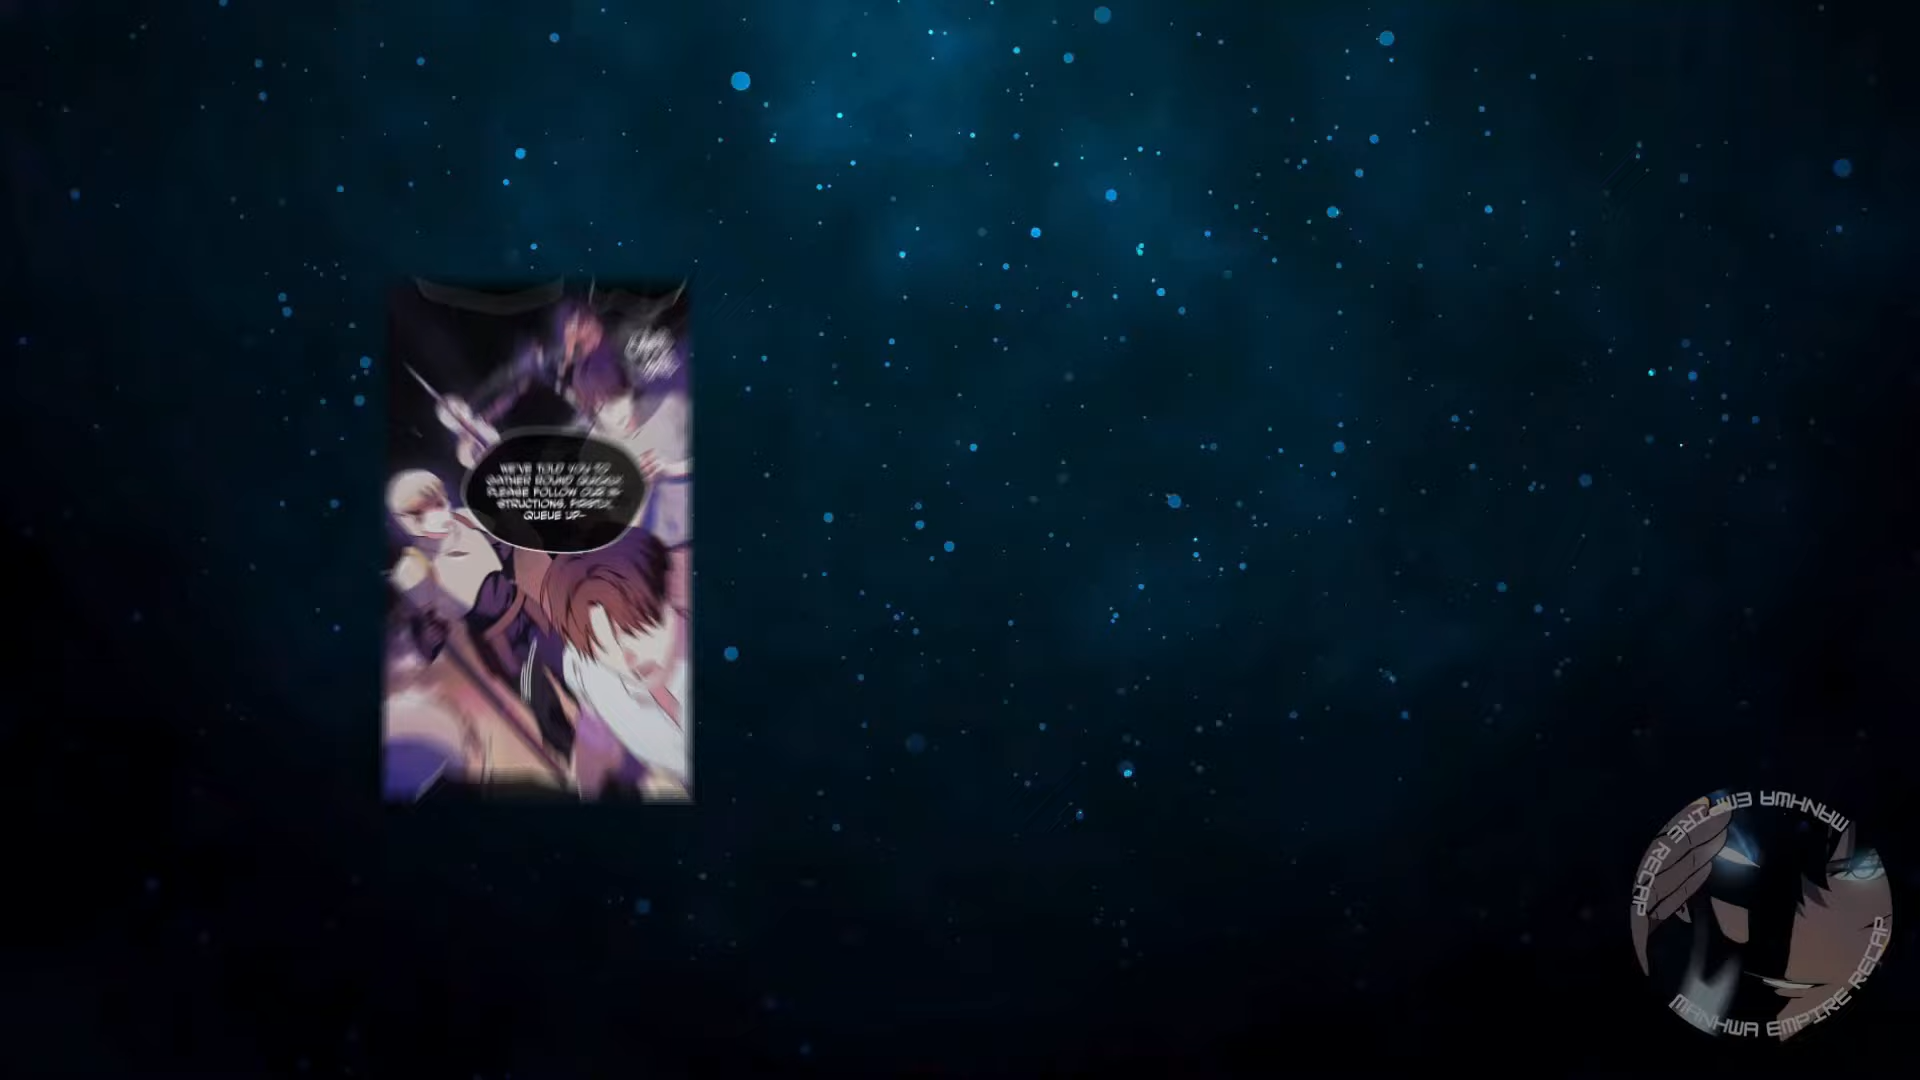 WE'VE TOLD YOU TO
GATHER ROUND QUICKLY.
PLEASE FOLLOW OUR IN-
STRUCTIONS, FIRSTLY,
QUEUE UP-
MANHWA EMPIRE RECAP
MANHWA EMPIRE RECAP